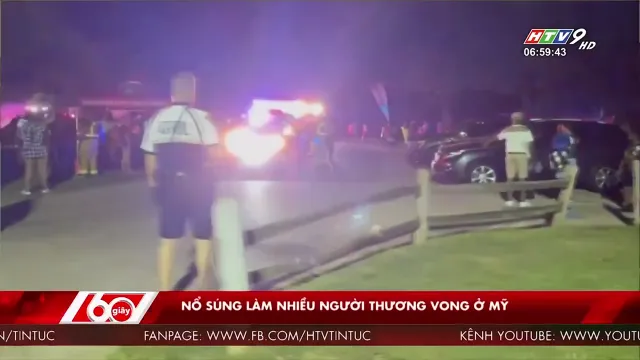 HTV9 HD
06:59:43
60 giây
NỔ SÚNG LÀM NHIỀU NGƯỜI THƯƠNG VONG Ở MỸ
N/TINTUC FANPAGE: WWW.FB.COM/HTVTINTUC KÊNH YOUTUBE: WWW.YO